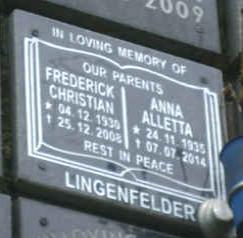 2009
IN LOVING MEMORY OF
OUR PARENTS
FREDERICK
CHRISTIAN
★ 04. 12. 1930
† 25. 12. 2008
ANNA
ALLETTA
★ 24. 11. 1935
† 07. 07. 2014
REST IN PEACE
LINGENFELDER
LOVING